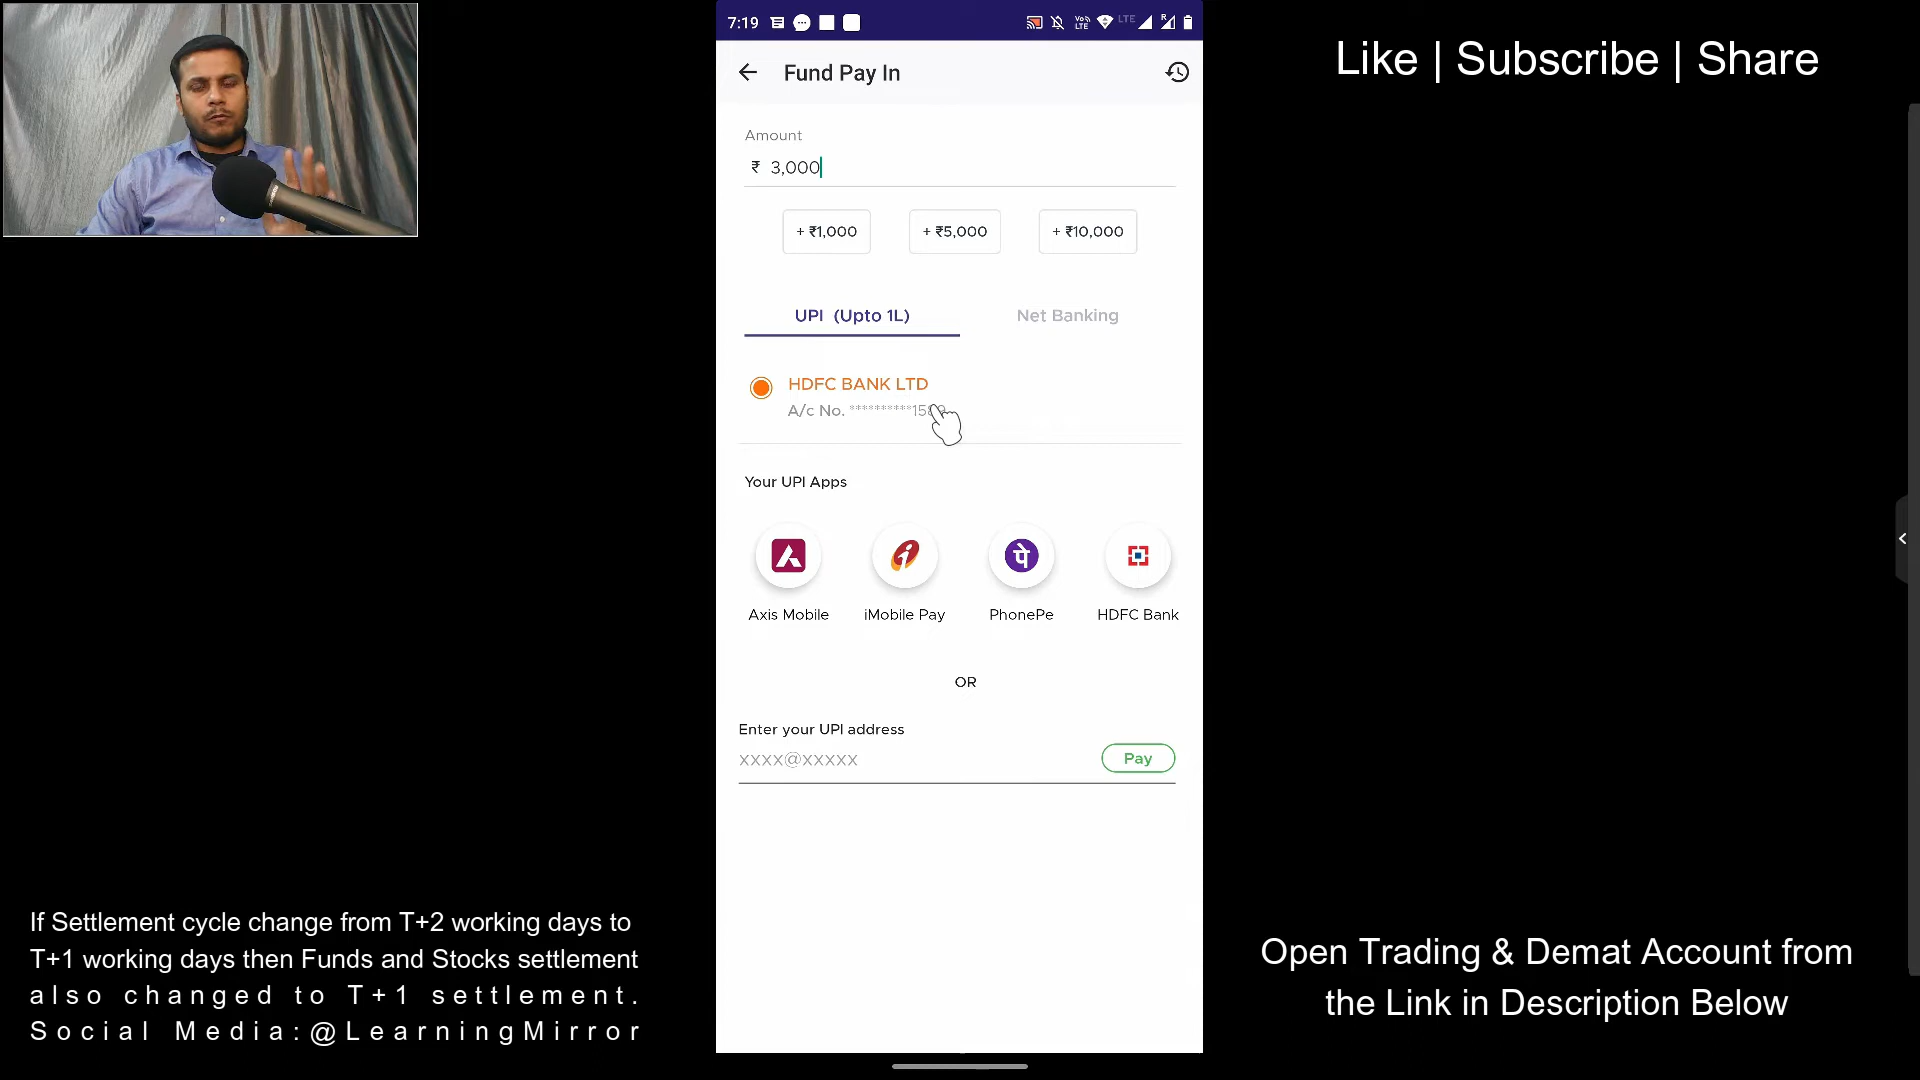 7:19
Vo)) LTE LTE R
Like | Subscribe | Share
Fund Pay In
Amount
₹ 3,000
+ ₹1,000 + ₹5,000 + ₹10,000
UPI (Upto 1L) Net Banking
HDFC BANK LTD
A/c No. **********
Your UPI Apps
Axis Mobile iMobile Pay PhonePe HDFC Bank
OR
Enter your UPI address
XXXX@XXXXX Pay
If Settlement cycle change from T+2 working days to
T+1 working days then Funds and Stocks settlement
also changed to T+1 settlement.
Social Media:@LearningMirror
Open Trading & Demat Account from
the Link in Description Below